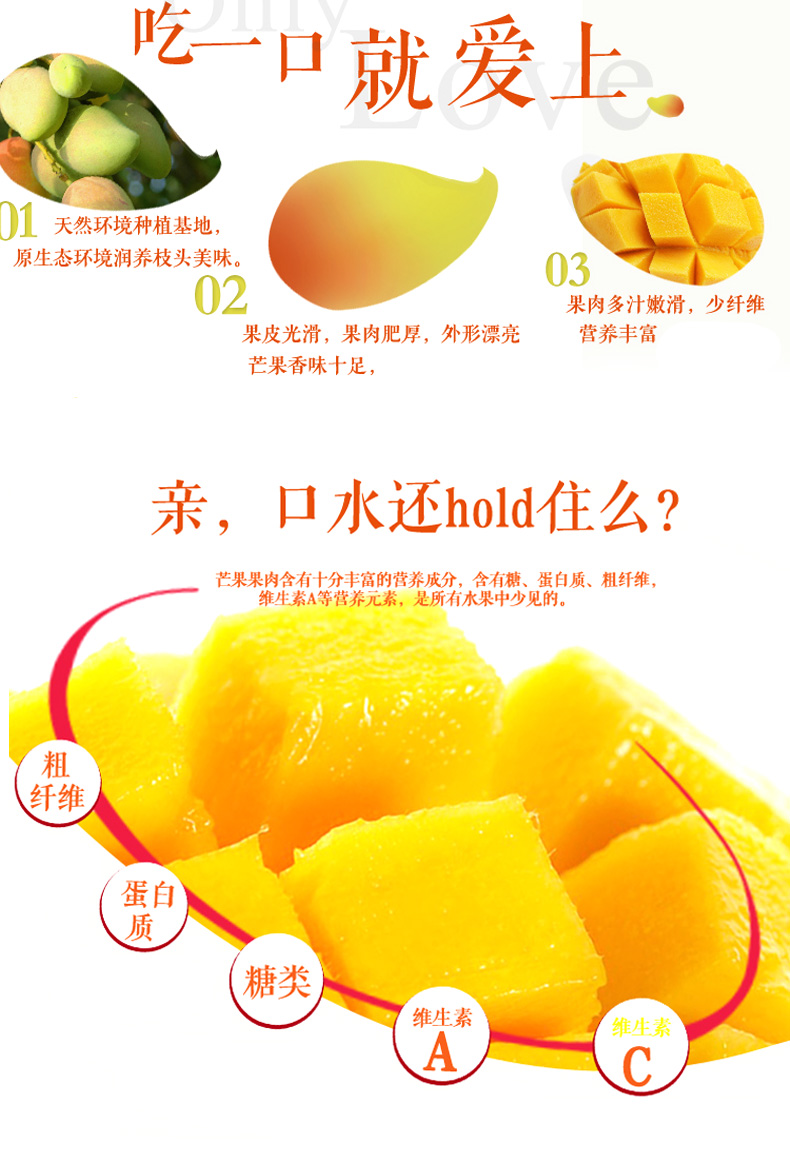 吃一口就爱上
Love
01 天然环境种植基地，
原生态环境润养枝头美味。
02
果皮光滑，果肉肥厚，外形漂亮
芒果香味十足，
03
果肉多汁嫩滑，少纤维
营养丰富
亲，口水还hold住么?
芒果果肉含有十分丰富的营养成分，含有糖、蛋白质、粗纤维，
维生素A等营养元素，是所有水果中少见的。
粗
纤维
蛋白
质
糖类
维生素
A
维生素
C